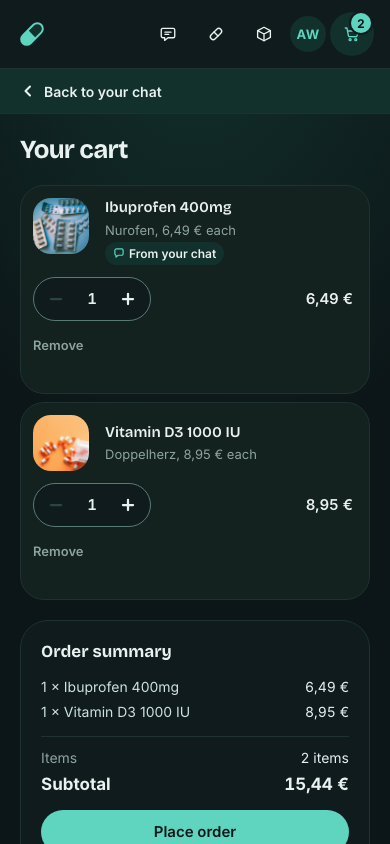 AW
2
Back to your chat
Your cart
Ibuprofen 400mg
Nurofen, 6,49 € each
From your chat
1
6,49 €
Remove
Vitamin D3 1000 IU
Doppelherz, 8,95 € each
1
8,95 €
Remove
Order summary
1 × Ibuprofen 400mg 6,49 €
1 × Vitamin D3 1000 IU 8,95 €
Items 2 items
Subtotal 15,44 €
Place order